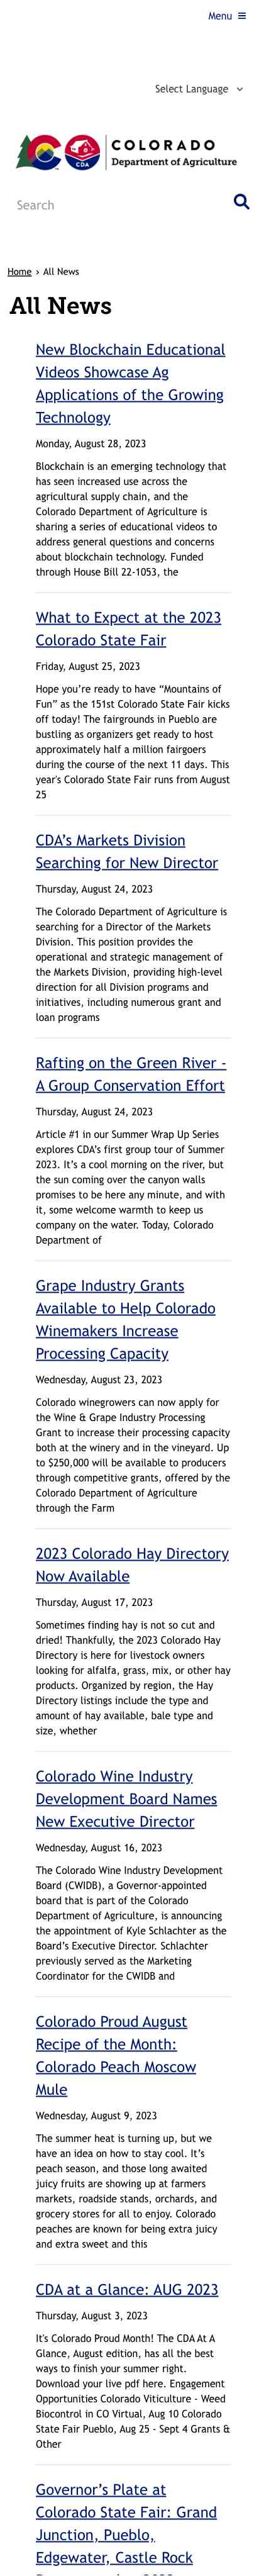 Menu
Select Language
COLORADO
Department of Agriculture
CDA
Search
Home › All News
All News
New Blockchain Educational
Videos Showcase Ag
Applications of the Growing
Technology
Monday, August 28, 2023
Blockchain is an emerging technology that
has seen increased use across the
agricultural supply chain, and the
Colorado Department of Agriculture is
sharing a series of educational videos to
address general questions and concerns
about blockchain technology. Funded
through House Bill 22-1053, the
What to Expect at the 2023
Colorado State Fair
Friday, August 25, 2023
Hope you’re ready to have “Mountains of
Fun” as the 151st Colorado State Fair kicks
off today! The fairgrounds in Pueblo are
bustling as organizers get ready to host
approximately half a million fairgoers
during the course of the next 11 days. This
year's Colorado State Fair runs from August
25
CDA’s Markets Division
Searching for New Director
Thursday, August 24, 2023
The Colorado Department of Agriculture is
searching for a Director of the Markets
Division. This position provides the
operational and strategic management of
the Markets Division, providing high-level
direction for all Division programs and
initiatives, including numerous grant and
loan programs
Rafting on the Green River -
A Group Conservation Effort
Thursday, August 24, 2023
Article #1 in our Summer Wrap Up Series
explores CDA’s first group tour of Summer
2023. It’s a cool morning on the river, but
the sun coming over the canyon walls
promises to be here any minute, and with
it, some welcome warmth to keep us
company on the water. Today, Colorado
Department of
Grape Industry Grants
Available to Help Colorado
Winemakers Increase
Processing Capacity
Wednesday, August 23, 2023
Colorado winegrowers can now apply for
the Wine & Grape Industry Processing
Grant to increase their processing capacity
both at the winery and in the vineyard. Up
to $250,000 will be available to producers
through competitive grants, offered by the
Colorado Department of Agriculture
through the Farm
2023 Colorado Hay Directory
Now Available
Thursday, August 17, 2023
Sometimes finding hay is not so cut and
dried! Thankfully, the 2023 Colorado Hay
Directory is here for livestock owners
looking for alfalfa, grass, mix, or other hay
products. Organized by region, the Hay
Directory listings include the type and
amount of hay available, bale type and
size, whether
Colorado Wine Industry
Development Board Names
New Executive Director
Wednesday, August 16, 2023
The Colorado Wine Industry Development
Board (CWIDB), a Governor-appointed
board that is part of the Colorado
Department of Agriculture, is announcing
the appointment of Kyle Schlachter as the
Board’s Executive Director. Schlachter
previously served as the Marketing
Coordinator for the CWIDB and
Colorado Proud August
Recipe of the Month:
Colorado Peach Moscow
Mule
Wednesday, August 9, 2023
The summer heat is turning up, but we
have an idea on how to stay cool. It’s
peach season, and those long awaited
juicy fruits are showing up at farmers
markets, roadside stands, orchards, and
grocery stores for all to enjoy. Colorado
peaches are known for being extra juicy
and extra sweet and this
CDA at a Glance: AUG 2023
Thursday, August 3, 2023
It's Colorado Proud Month! The CDA At A
Glance, August edition, has all the best
ways to finish your summer right.
Download your live pdf here. Engagement
Opportunities Colorado Viticulture - Weed
Biocontrol in CO Virtual, Aug 10 Colorado
State Fair Pueblo, Aug 25 - Sept 4 Grants &
Other
Governor’s Plate at
Colorado State Fair: Grand
Junction, Pueblo,
Edgewater, Castle Rock